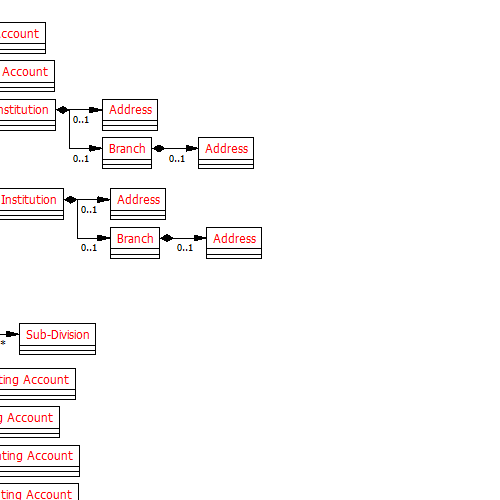 ccount
Account
nstitution
Address
0..1
Branch
Address
0..1
0..1
Institution
Address
0..1
Branch
Address
0..1
0..1
Sub-Division
*
ting Account
g Account
nting Account
ting Account